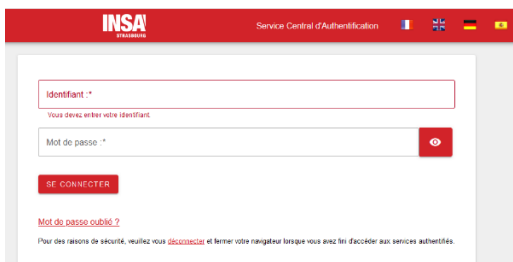 INSA
STRASBOURG
Service Central d'Authentification
Identifiant :*
Vous devez entrer votre identifiant.
Mot de passe :*
SE CONNECTER
Mot de passe oublié ?
Pour des raisons de sécurité, veuillez vous déconnecter et fermer votre navigateur lorsque vous avez fini d'accéder aux services authentifiés.